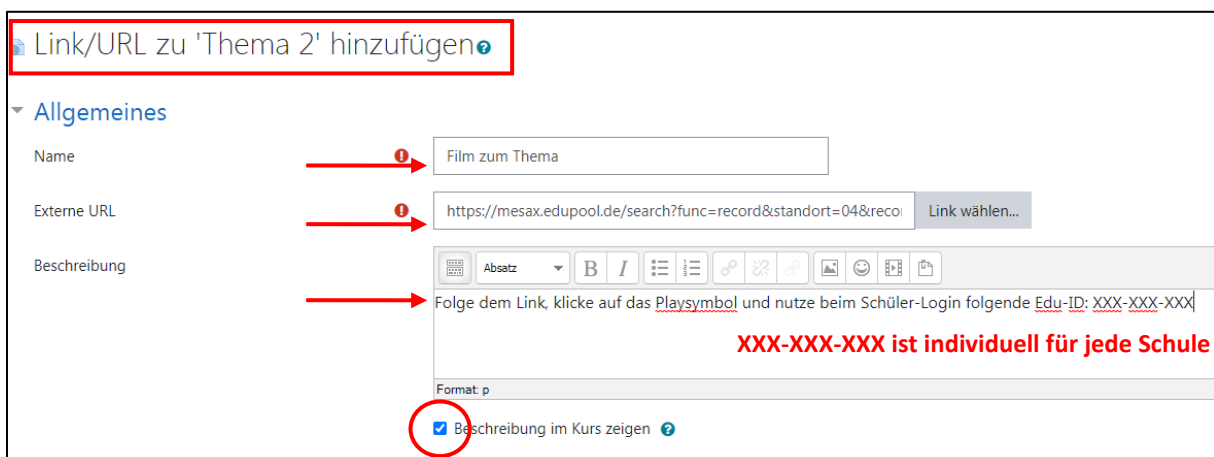 Link/URL zu 'Thema 2' hinzufügen
Allgemeines
Name
Film zum Thema
Externe URL
https://mesax.edupool.de/search?func=record&standort=04&reco
Link wählen...
Beschreibung
Absatz
B I
Folge dem Link, klicke auf das Playsymbol und nutze beim Schüler-Login folgende Edu-ID: XXX-XXX-XXX
XXX-XXX-XXX ist individuell für jede Schule
Format: p
Beschreibung im Kurs zeigen